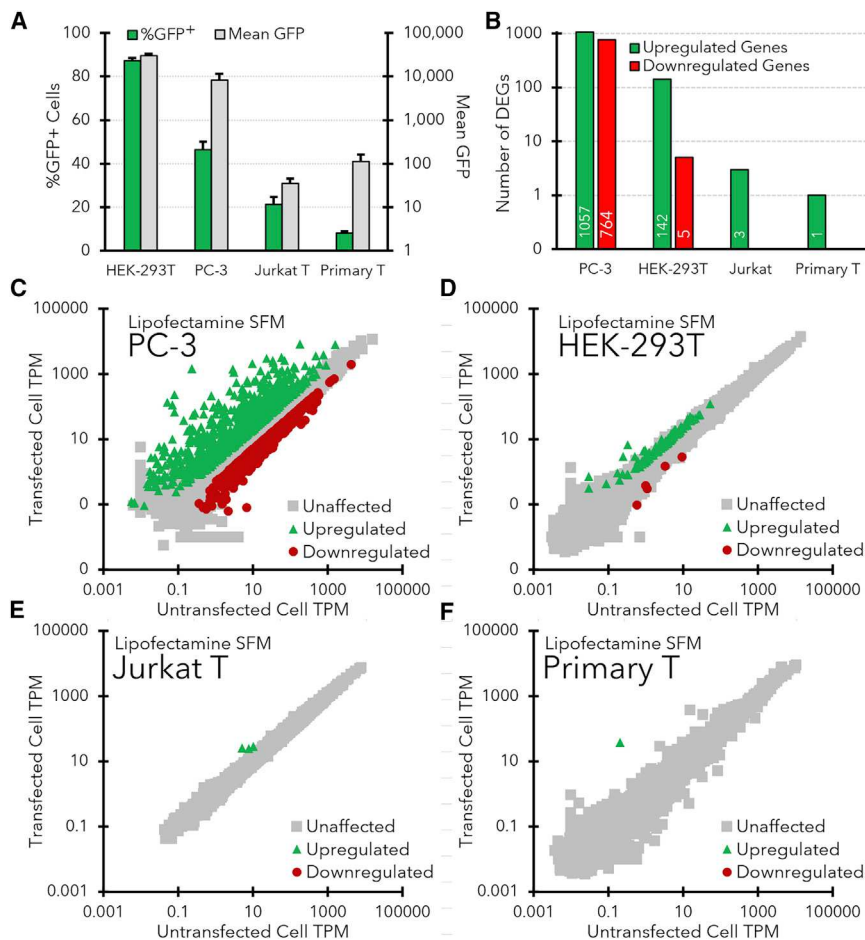 A
%GFP+
Mean GFP
100
80
60
40
20
0
%GFP+ Cells
100,000
10,000
1,000
100
10
1
Mean GFP
HEK-293T PC-3 Jurkat T Primary T
B
Upregulated Genes
Downregulated Genes
1000
100
10
1
0
Number of DEGs
1057
764
142
5
3
1
PC-3 HEK-293T Jurkat Primary T
C
Lipofectamine SFM
PC-3
100000
1000
10
0
0
Transfected Cell TPM
Unaffected
Upregulated
Downregulated
0.001 0.1 10 1000 100000
Untransfected Cell TPM
D
Lipofectamine SFM
HEK-293T
100000
1000
10
0
0
Transfected Cell TPM
Unaffected
Upregulated
Downregulated
0.001 0.1 10 1000 100000
Untransfected Cell TPM
E
Lipofectamine SFM
Jurkat T
100000
1000
10
0.1
0.001
Transfected Cell TPM
Unaffected
Upregulated
Downregulated
0.001 0.1 10 1000 100000
Untransfected Cell TPM
F
Lipofectamine SFM
Primary T
100000
1000
10
0.1
0.001
Transfected Cell TPM
Unaffected
Upregulated
Downregulated
0.001 0.1 10 1000 100000
Untransfected Cell TPM